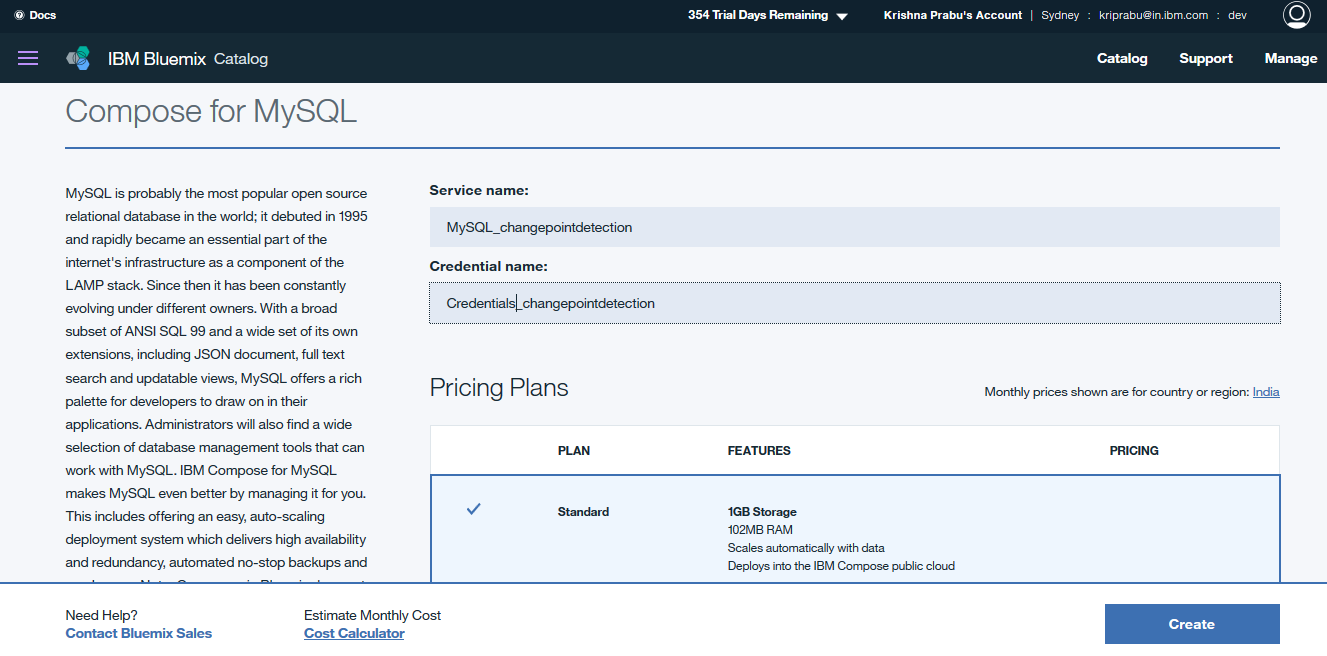 Docs
354 Trial Days Remaining
Krishna Prabu's Account | Sydney : kriprabu@in.ibm.com : dev
IBM Bluemix Catalog
Catalog
Support
Manage
Compose for MySQL
MySQL is probably the most popular open source
relational database in the world; it debuted in 1995
and rapidly became an essential part of the
internet's infrastructure as a component of the
LAMP stack. Since then it has been constantly
evolving under different owners. With a broad
subset of ANSI SQL 99 and a wide set of its own
extensions, including JSON document, full text
search and updatable views, MySQL offers a rich
palette for developers to draw on in their
applications. Administrators will also find a wide
selection of database management tools that can
work with MySQL. IBM Compose for MySQL
makes MySQL even better by managing it for you.
This includes offering an easy, auto-scaling
deployment system which delivers high availability
and redundancy, automated no-stop backups and
Service name:
MySQL_changepointdetection
Credential name:
Credentials_changepointdetection
Pricing Plans
Monthly prices shown are for country or region: India
PLAN
FEATURES
PRICING
Standard
1GB Storage
102MB RAM
Scales automatically with data
Deploys into the IBM Compose public cloud
Need Help?
Contact Bluemix Sales
Estimate Monthly Cost
Cost Calculator
Create